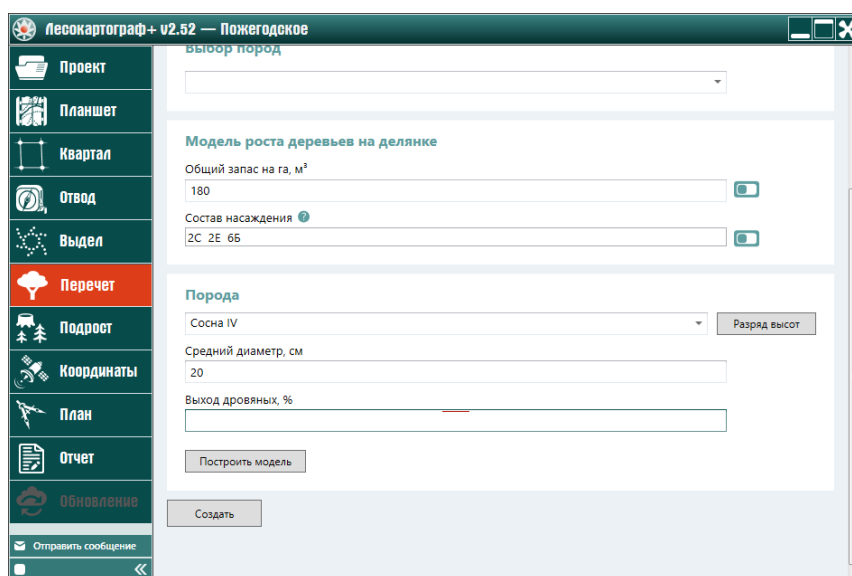 Лесокартограф+ v2.52 — Пожегодское
Проект
Планшет
Квартал
Отвод
Выдел
Перечет
Подрост
Координаты
План
Отчет
Обновление
Отправить сообщение
Выбор пород
Модель роста деревьев на делянке
Общий запас на га, м³
180
Состав насаждения ?
2С 2Е 6Б
Порода
Сосна IV
Разряд высот
Средний диаметр, см
20
Выход дровяных, %
Построить модель
Создать